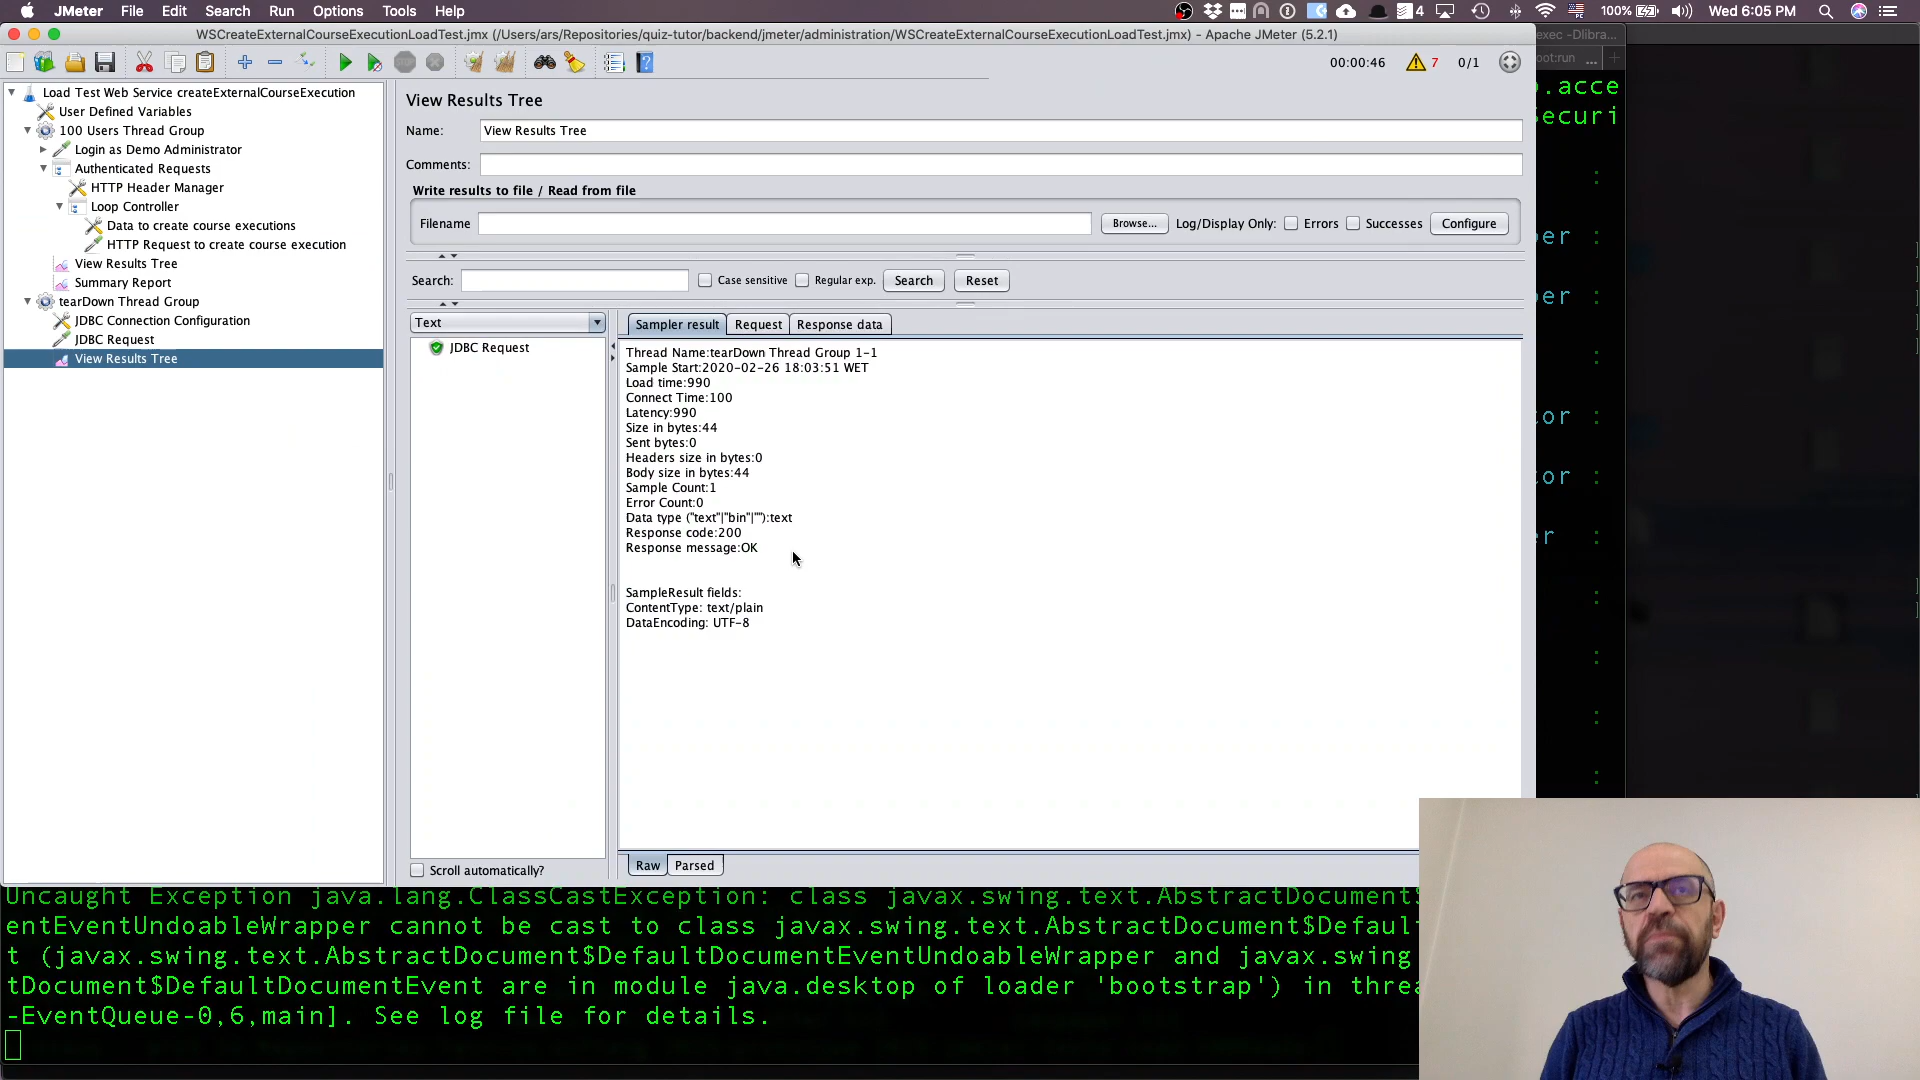 JMeter File Edit Search Run Options Tools Help
4 100% Wed 6:05 PM
WSCreateExternalCourseExecutionLoadTest.jmx (/Users/ars/Repositories/quiz-tutor/backend/jmeter/administration/WSCreateExternalCourseExecutionLoadTest.jmx) - Apache JMeter (5.2.1)
exec -Dlibra...
00:00:46 7 0/1
oot:run ...
Load Test Web Service createExternalCourseExecution
User Defined Variables
100 Users Thread Group
Login as Demo Administrator
Authenticated Requests
HTTP Header Manager
Loop Controller
Data to create course executions
HTTP Request to create course execution
View Results Tree
Summary Report
tearDown Thread Group
JDBC Connection Configuration
JDBC Request
View Results Tree
View Results Tree
Name: View Results Tree
Comments:
Write results to file / Read from file
Filename Browse... Log/Display Only: Errors Successes Configure
Search: Case sensitive Regular exp. Search Reset
Text
JDBC Request
Scroll automatically?
Sampler result Request Response data
Thread Name:tearDown Thread Group 1-1
Sample Start:2020-02-26 18:03:51 WET
Load time:990
Connect Time:100
Latency:990
Size in bytes:44
Sent bytes:0
Headers size in bytes:0
Body size in bytes:44
Sample Count:1
Error Count:0
Data type ("text"|"bin"|""):text
Response code:200
Response message:OK
SampleResult fields:
ContentType: text/plain
DataEncoding: UTF-8
Raw Parsed
.acce
Securi
:
er :
er :
tor :
tor :
r :
:
:
:
:
Uncaught Exception java.lang.ClassCastException: class javax.swing.text.AbstractDocument$
entEventUndoableWrapper cannot be cast to class javax.swing.text.AbstractDocument$Defaul
t (javax.swing.text.AbstractDocument$DefaultDocumentEventUndoableWrapper and javax.swing
tDocument$DefaultDocumentEvent are in module java.desktop of loader 'bootstrap') in threa
-EventQueue-0,6,main]. See log file for details.